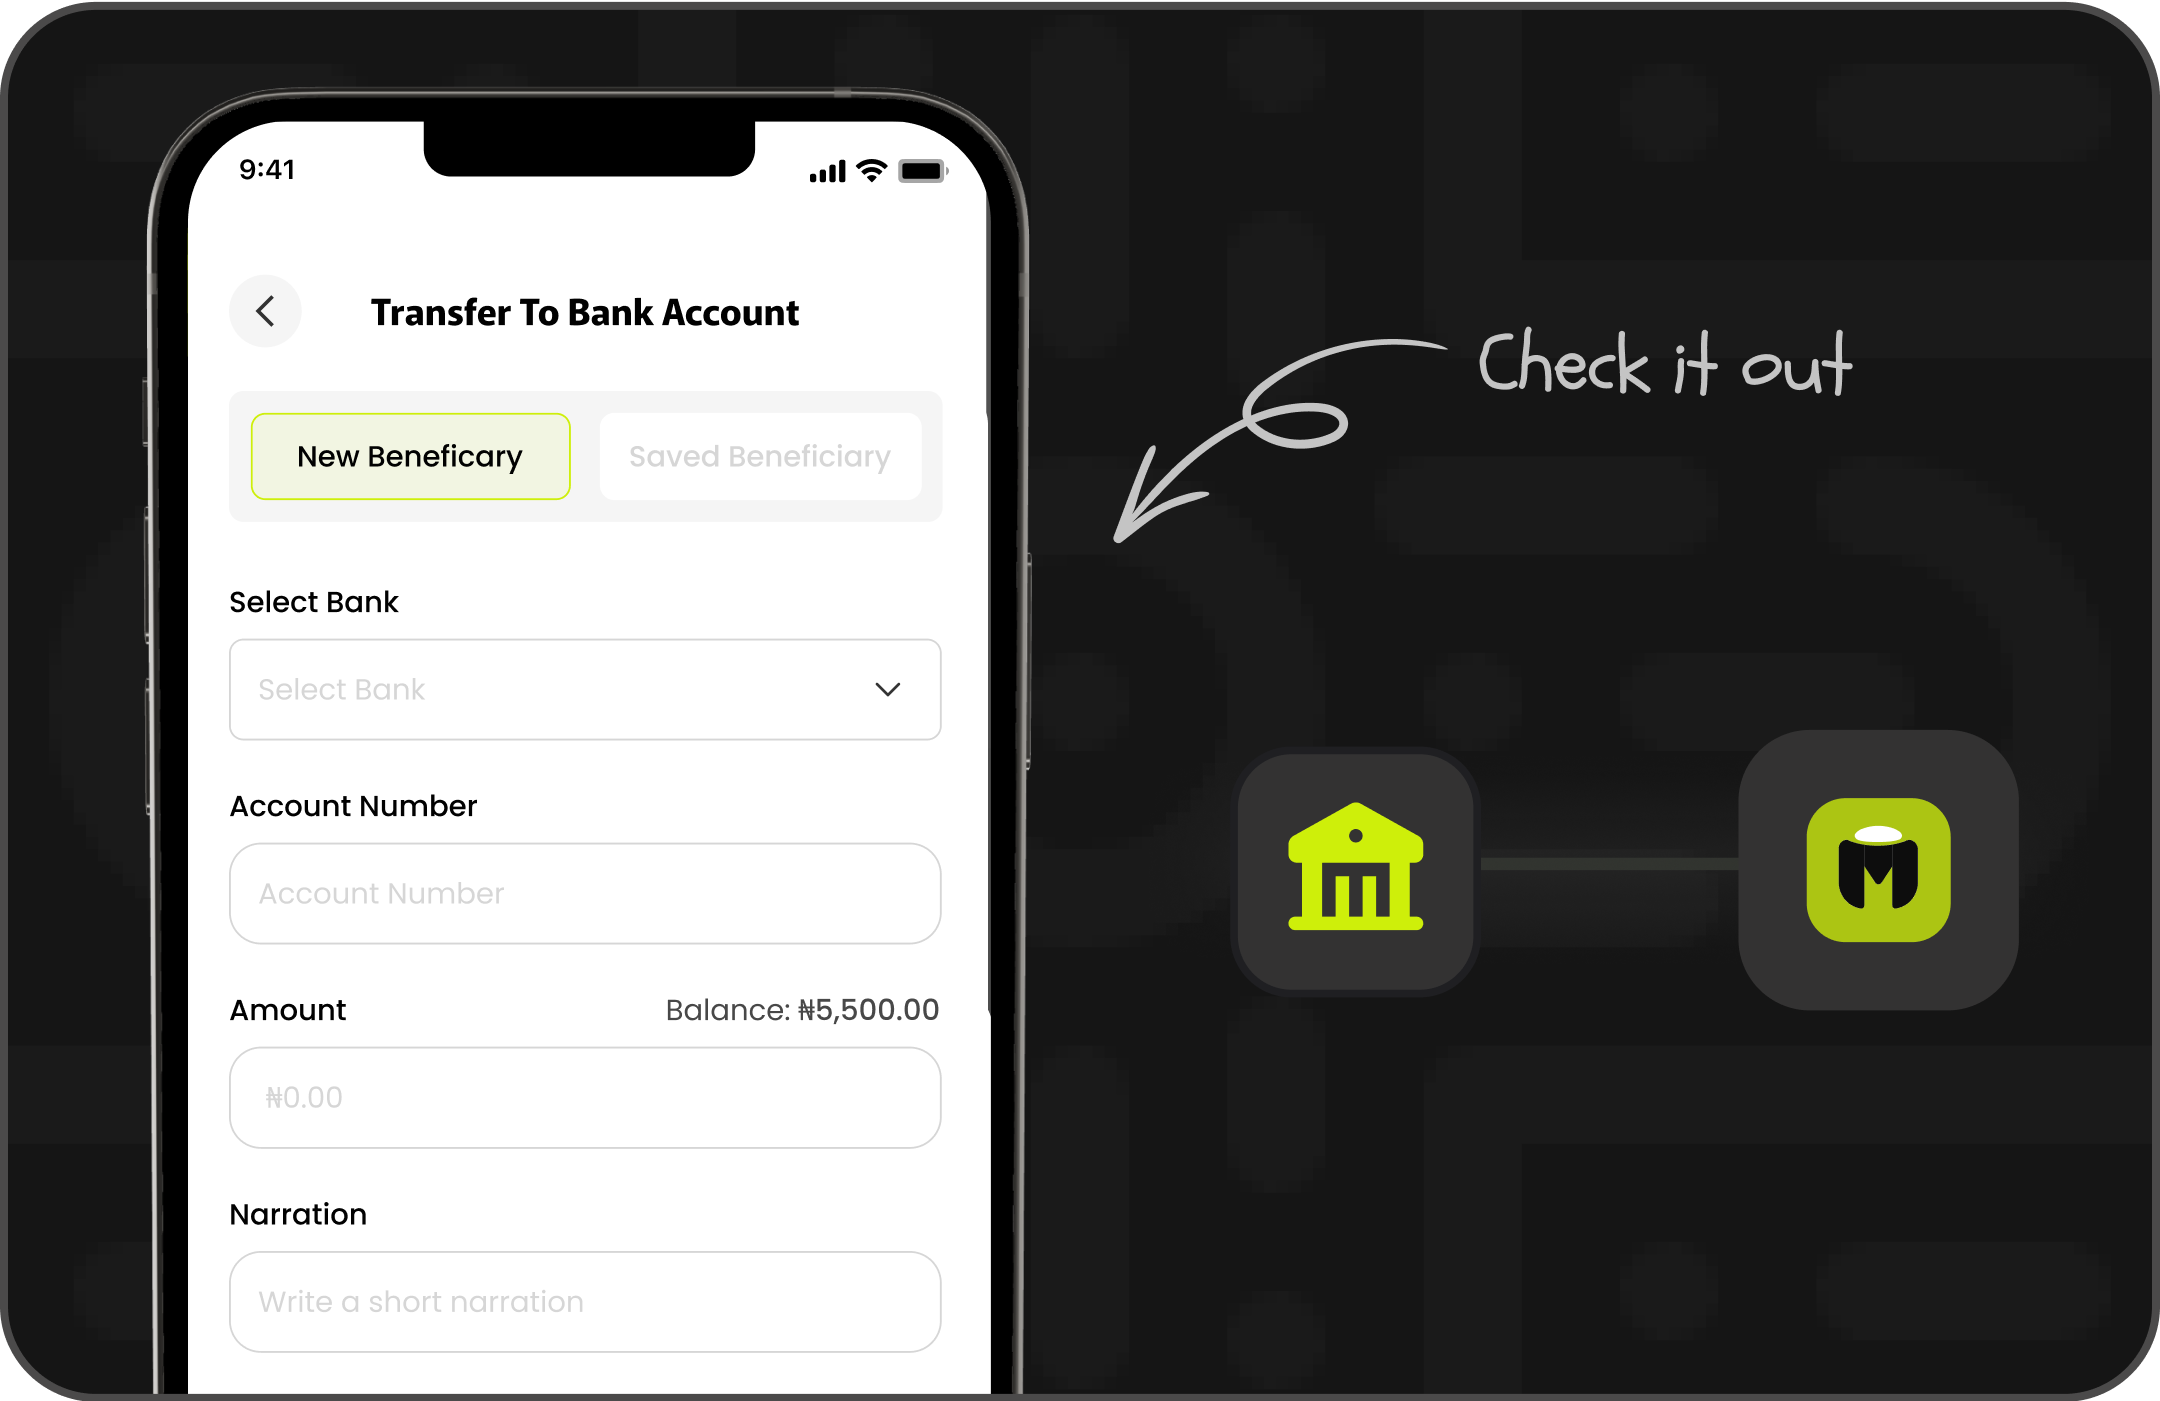 9:41
Transfer To Bank Account
Check it out
New Beneficary
Saved Beneficiary
Select Bank
Select Bank
Account Number
Account Number
Amount
Balance: ₦5,500.00
₦0.00
Narration
Write a short narration